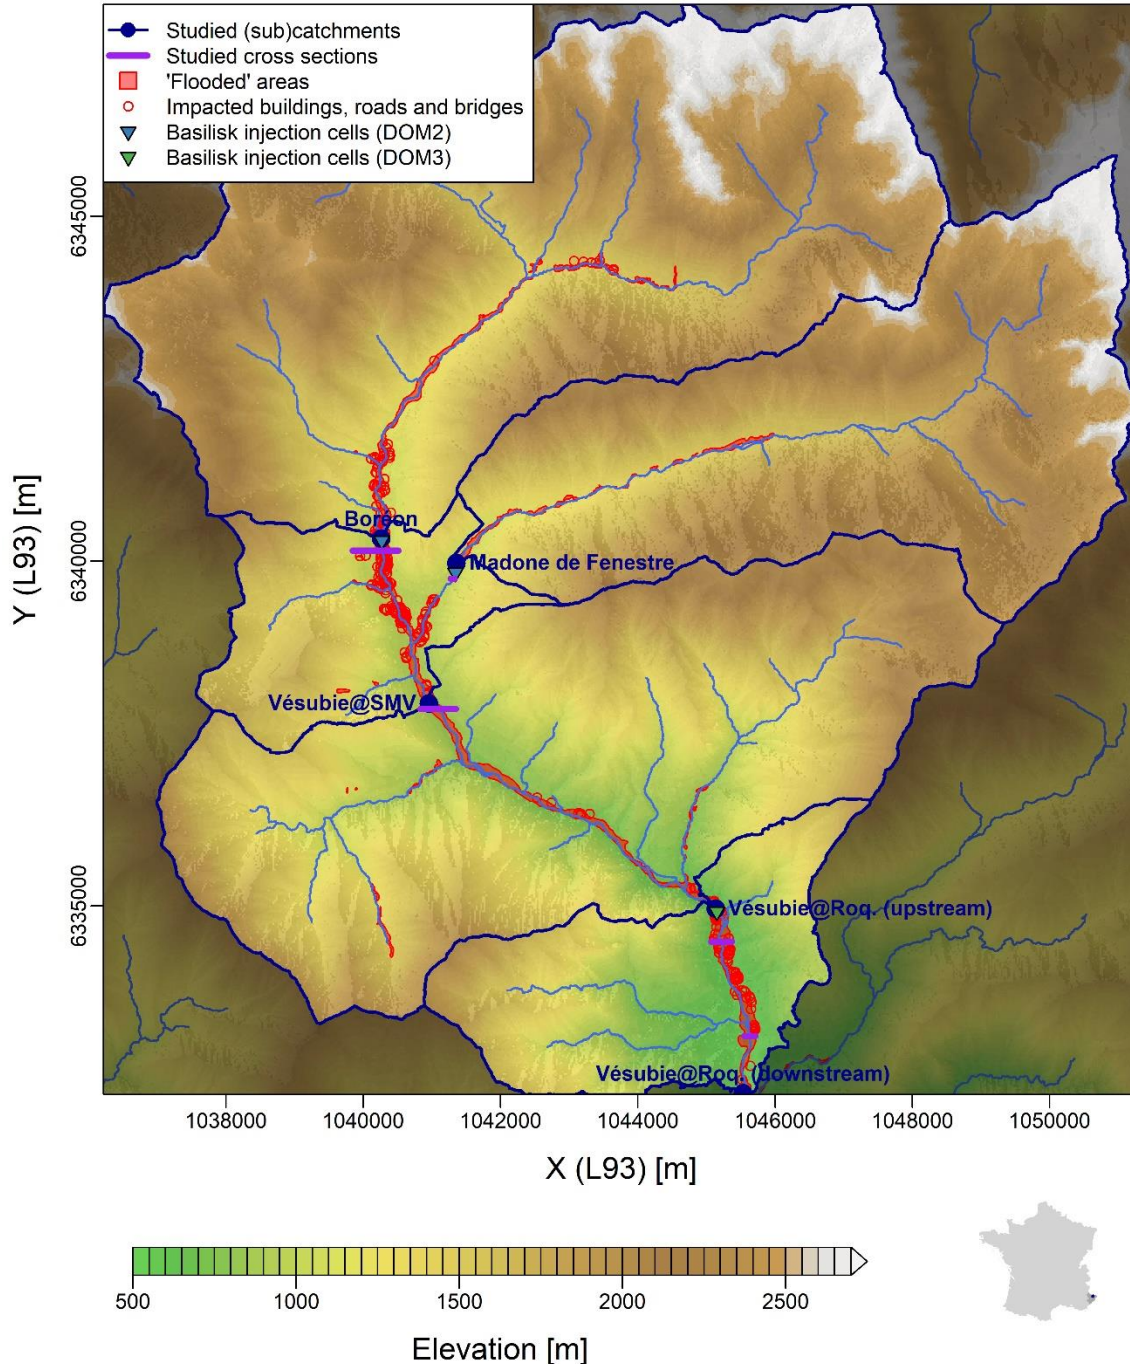 Studied (sub)catchments
Studied cross sections
'Flooded' areas
Impacted buildings, roads and bridges
Basilisk injection cells (DOM2)
Basilisk injection cells (DOM3)
6345000
6340000
6335000
Y (L93) [m]
Boréon
Madone de Fenestre
Vésubie@SMV
Vésubie@Roq. (upstream)
Vésubie@Roq. (downstream)
1038000 1040000 1042000 1044000 1046000 1048000 1050000
X (L93) [m]
500 1000 1500 2000 2500
Elevation [m]